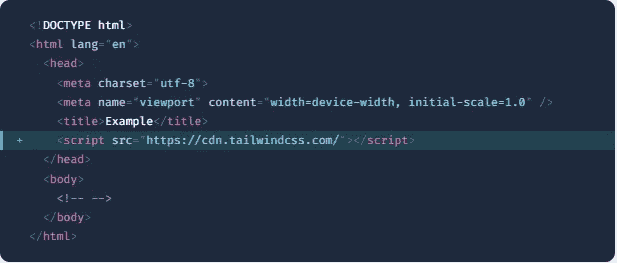 <!DOCTYPE html>
<html lang="en">
<head>
<meta charset="utf-8">
<meta name="viewport" content="width=device-width, initial-scale=1.0" />
<title>Example</title>
+ <script src="https://cdn.tailwindcss.com/"></script>
</head>
<body>
<!-- -->
</body>
</html>